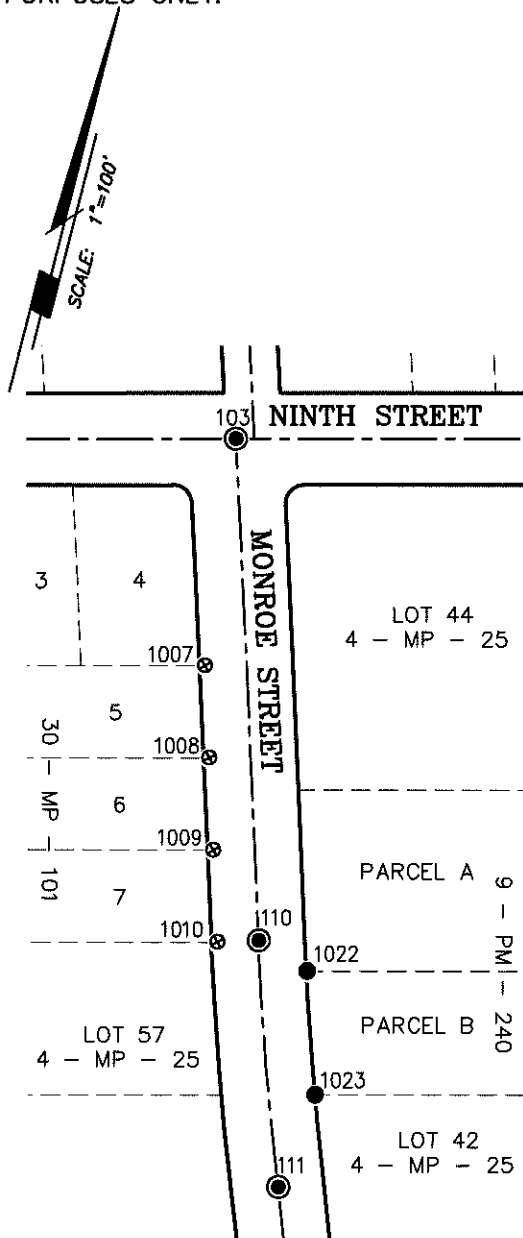 PURPOSES ONLY.
SCALE: 1"=100'
103
NINTH STREET
MONROE STREET
3
4
LOT 44
4 - MP - 25
1007
5
1008
30 - MP - 101
6
1009
7
PARCEL A
9 - PM - 240
1010
110
1022
LOT 57
4 - MP - 25
PARCEL B
1023
111
LOT 42
4 - MP - 25